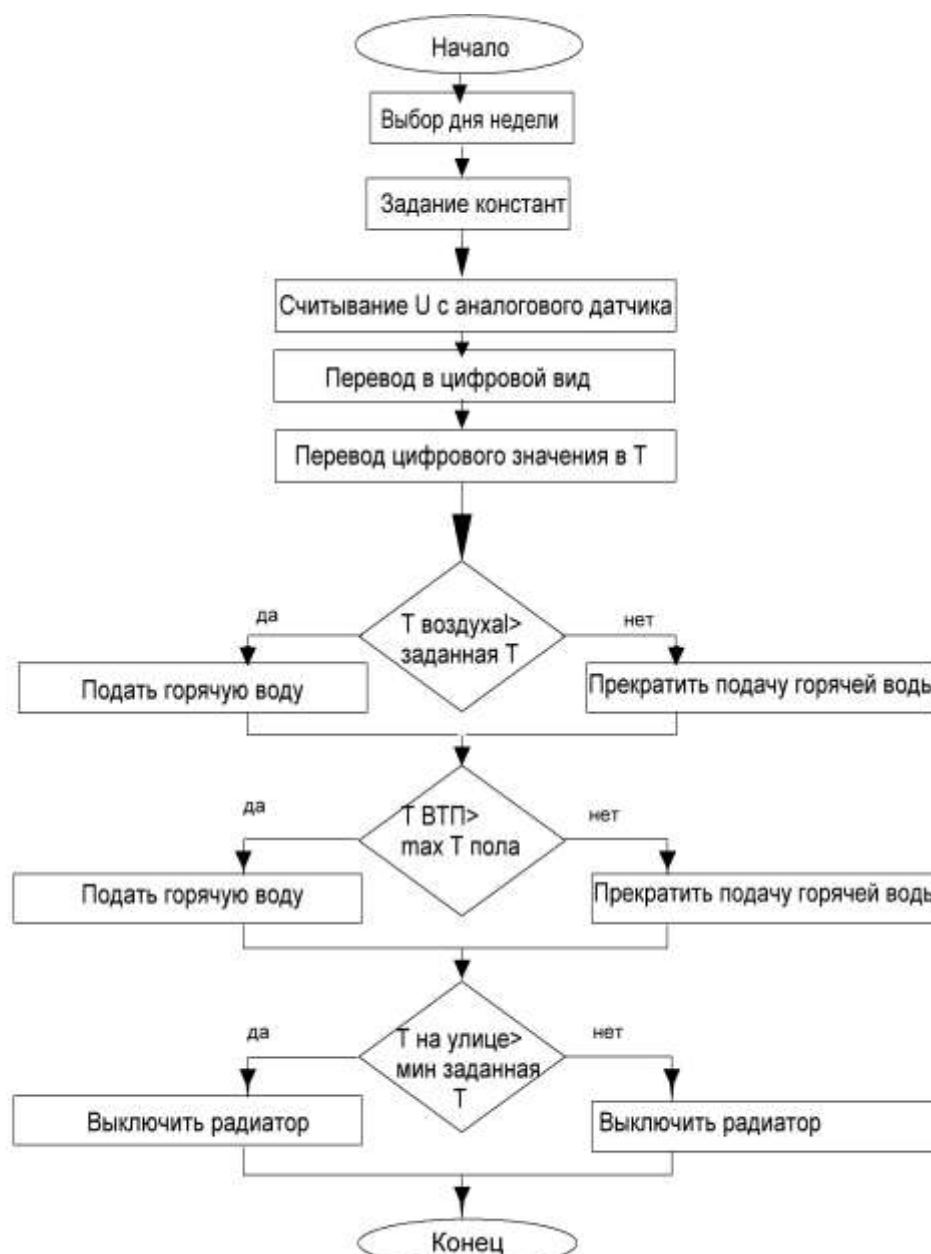 Начало
Выбор дня недели
Задание констант
Считывание U с аналогового датчика
Перевод в цифровой вид
Перевод цифрового значения в Т
да
Т воздухаl>
заданная Т
нет
Подать горячую воду
Прекратить подачу горячей воды
да
Т ВТП>
max Т пола
нет
Подать горячую воду
Прекратить подачу горячей воды
да
Т на улице>
мин заданная
Т
нет
Выключить радиатор
Выключить радиатор
Конец